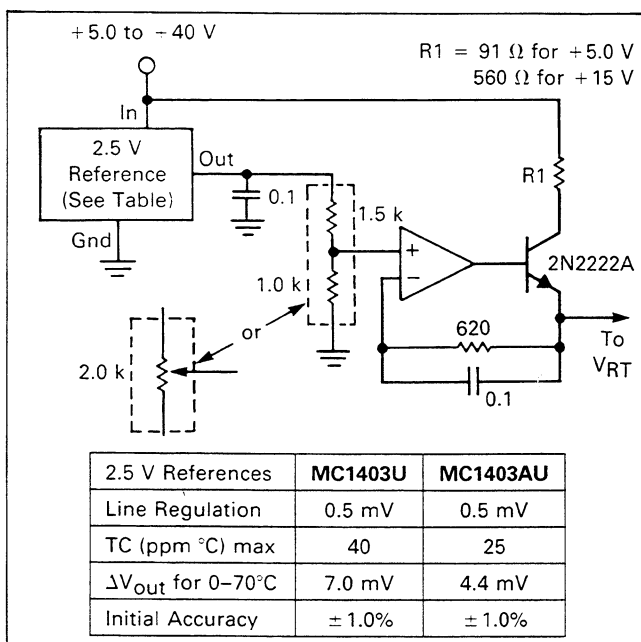 +5.0 to +40 V
R1 = 91 Ω for +5.0 V
560 Ω for +15 V
In
2.5 V
Reference
(See Table)
Out
Gnd
0.1
1.5 k
1.0 k
or
2.0 k
+
−
R1
2N2222A
620
0.1
To
VRT
2.5 V References MC1403U MC1403AU
Line Regulation 0.5 mV 0.5 mV
TC (ppm °C) max 40 25
ΔVout for 0–70°C 7.0 mV 4.4 mV
Initial Accuracy ±1.0% ±1.0%